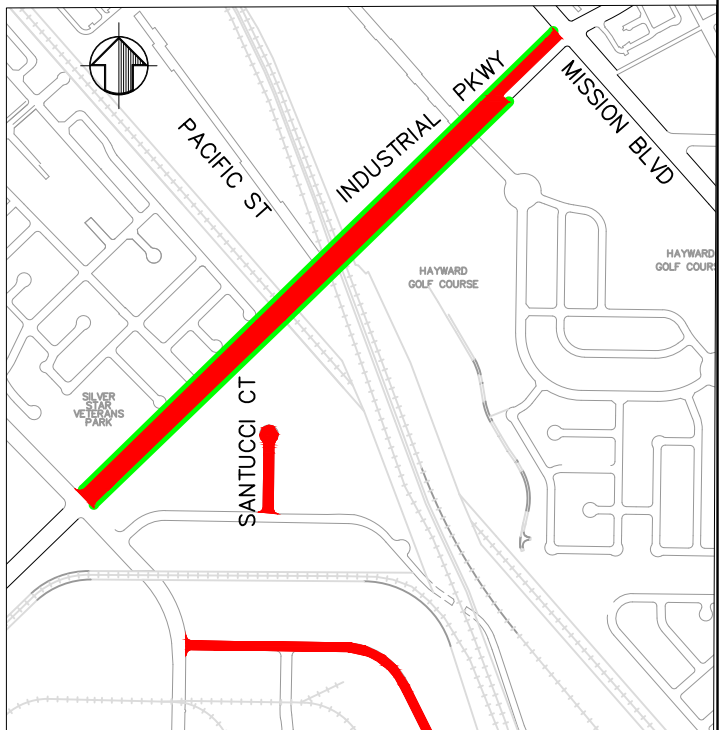 INDUSTRIAL PKWY
MISSION BLVD
PACIFIC ST
HAYWARD
GOLF COURSE
HAYWARD
GOLF COURS
SILVER
STAR
VETERANS
PARK
SANTUCCI CT